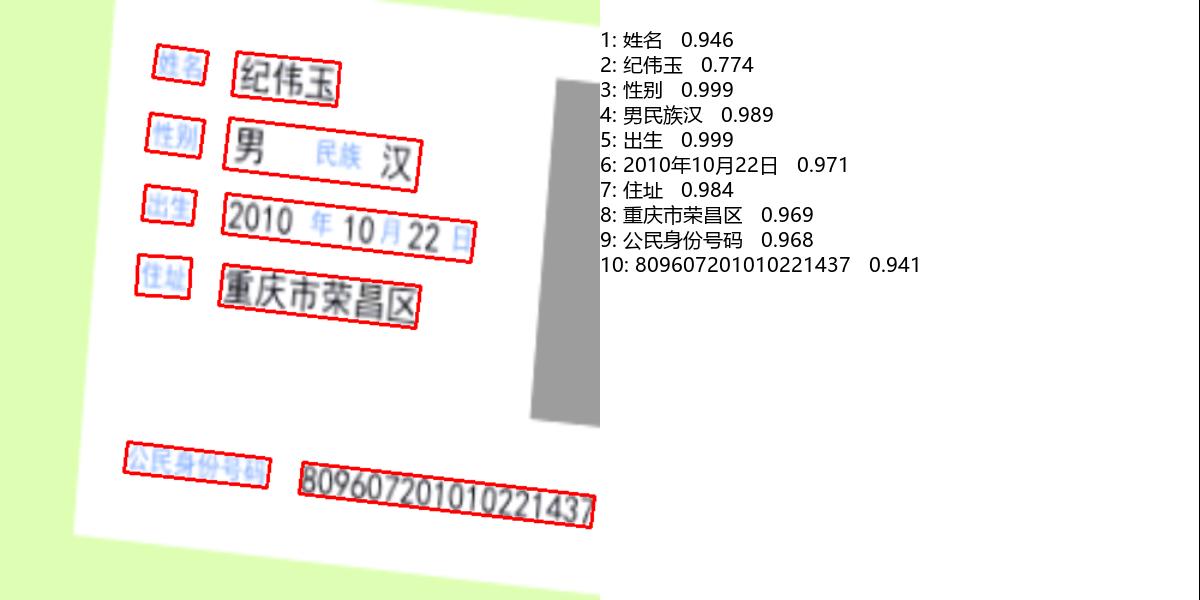 姓名 纪伟玉
性别 男 民族 汉
出生 2010 年 10 月 22 日
住址 重庆市荣昌区
公民身份号码 809607201010221437
1: 姓名 0.946
2: 纪伟玉 0.774
3: 性别 0.999
4: 男民族汉 0.989
5: 出生 0.999
6: 2010年10月22日 0.971
7: 住址 0.984
8: 重庆市荣昌区 0.969
9: 公民身份号码 0.968
10: 809607201010221437 0.941